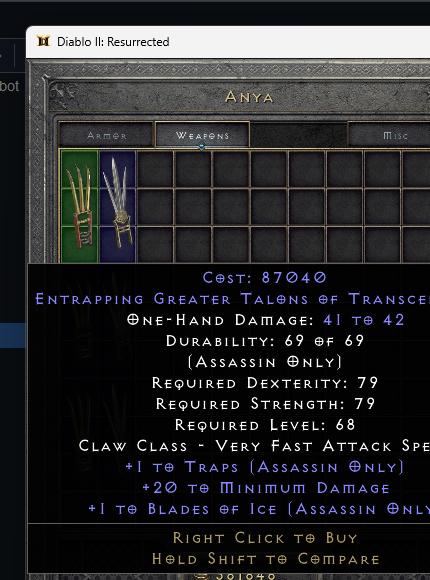 bot
Diablo II: Resurrected
Anya
Armor Weapons Misc
Cost: 87040
Entrapping Greater Talons of Transce
One-Hand Damage: 41 to 42
Durability: 69 of 69
(Assassin Only)
Required Dexterity: 79
Required Strength: 79
Required Level: 68
Claw Class - Very Fast Attack Spe
+1 to Traps (Assassin Only)
+20 to Minimum Damage
+1 to Blades of Ice (Assassin Only
Right Click to Buy
Hold Shift to Compare